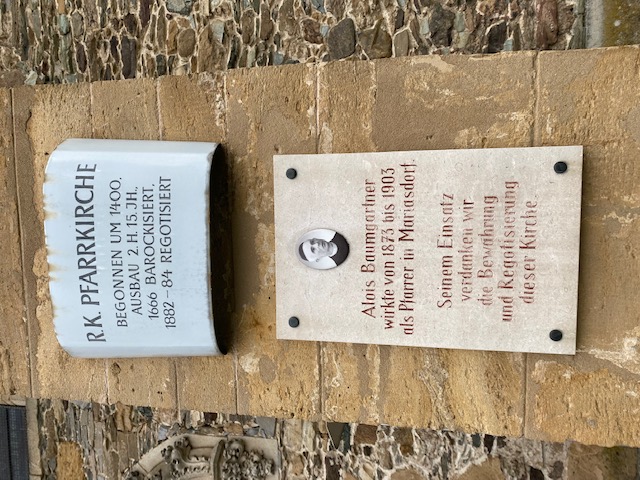 R.K. PFARRKIRCHE
BEGONNEN UM 1400,
AUSBAU 2. H. 15. JH.,
1666 BAROCKISIERT,
1882-84 REGOTISIERT
Alois Baumgartner
wirkte von 1873 bis 1903
als Pfarrer in Mariasdorf.
Seinem Einsatz
verdanken wir
die Bewahrung
und Regotisierung
dieser Kirche.